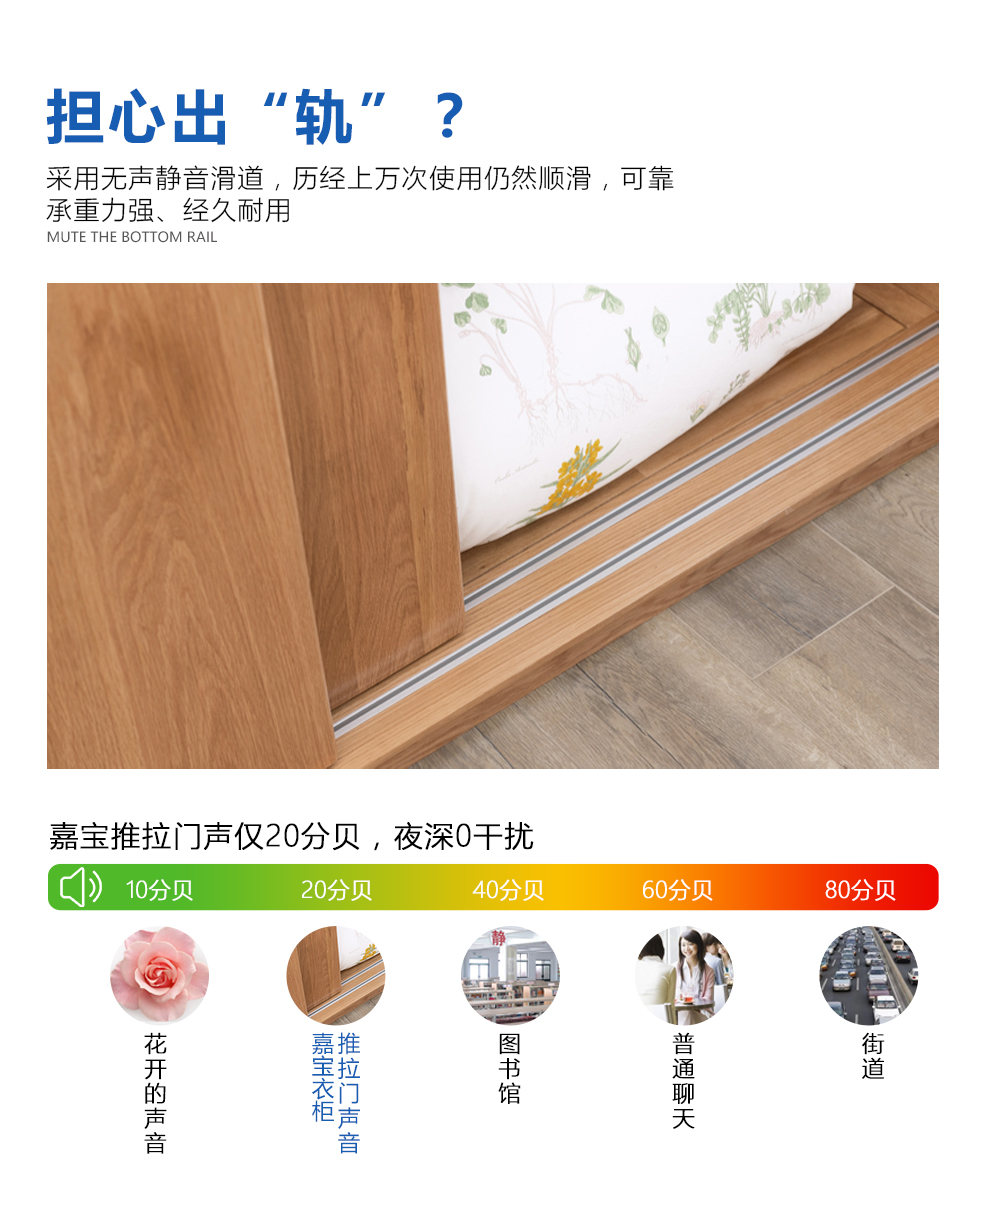 担心出“轨”？
采用无声静音滑道，历经上万次使用仍然顺滑，可靠
承重力强、经久耐用
MUTE THE BOTTOM RAIL
嘉宝推拉门声仅20分贝，夜深0干扰
10分贝 20分贝 40分贝 60分贝 80分贝
静
花开的声音
嘉宝衣柜
推拉门声音
图书馆
普通聊天
街道